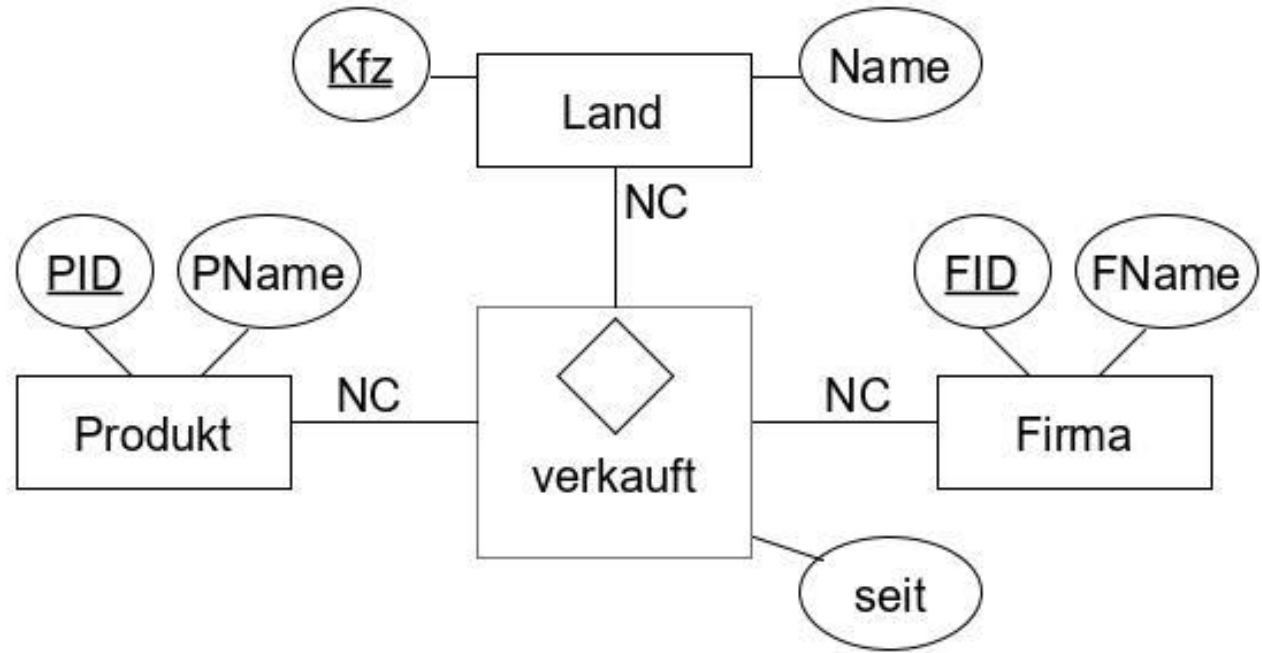 Kfz
Name
Land
NC
PID
PName
FID
FName
NC
NC
Produkt
verkauft
Firma
seit